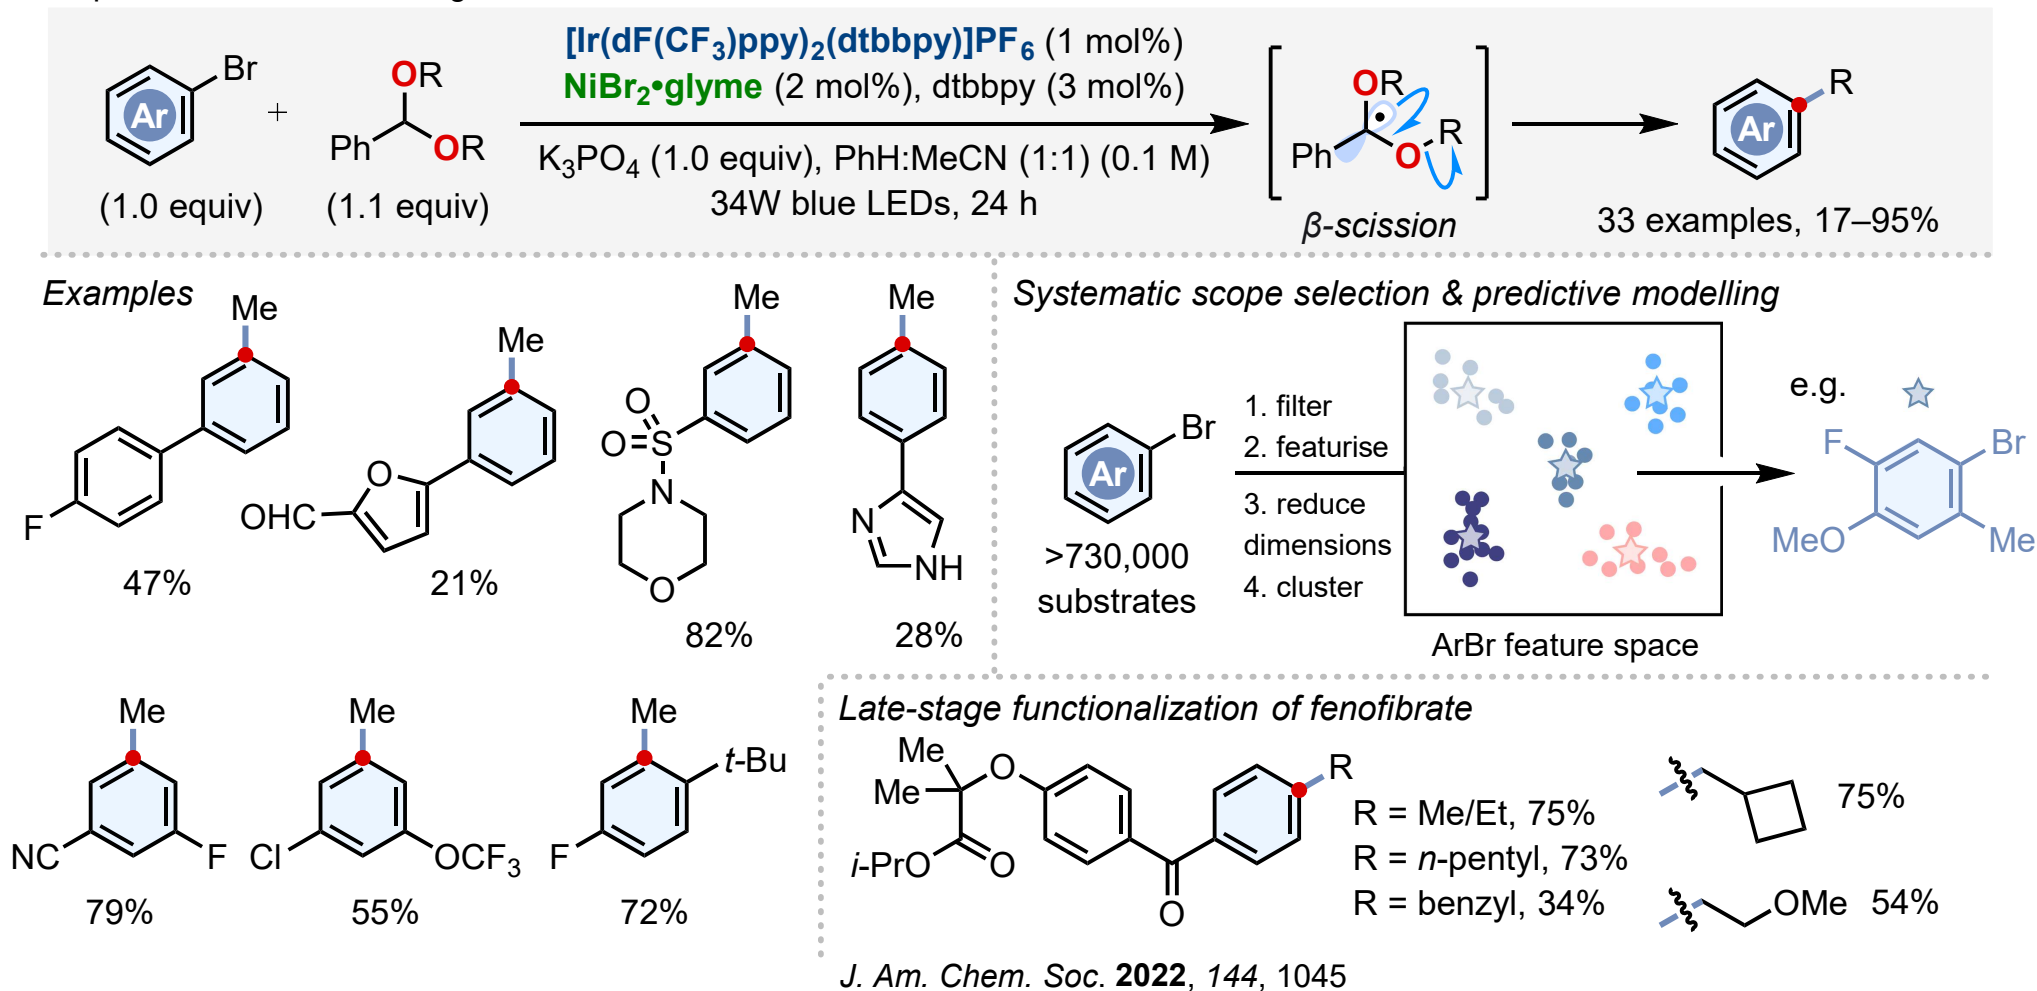 [Ir(dF(CF3)ppy)2(dtbbpy)]PF6 (1 mol%)
NiBr2•glyme (2 mol%), dtbbpy (3 mol%)
K3PO4 (1.0 equiv), PhH:MeCN (1:1) (0.1 M)
34W blue LEDs, 24 h
Ar
Br
+
OR
Ph
OR
(1.0 equiv)
(1.1 equiv)
OR
Ph
O
R
β-scission
Ar
R
33 examples, 17–95%
Examples
Me
F
47%
Me
O
OHC
21%
Me
O
O=S
N
O
82%
Me
N
NH
28%
Me
NC
F
79%
Me
Cl
OCF3
55%
Me
t-Bu
F
72%
Systematic scope selection & predictive modelling
Ar
Br
>730,000
substrates
1. filter
2. featurise
3. reduce
dimensions
4. cluster
ArBr feature space
e.g.
F
Br
MeO
Me
Late-stage functionalization of fenofibrate
Me
Me
O
i-PrO
O
O
R
R = Me/Et, 75%
R = n-pentyl, 73%
R = benzyl, 34%
75%
OMe
54%
J. Am. Chem. Soc. 2022, 144, 1045